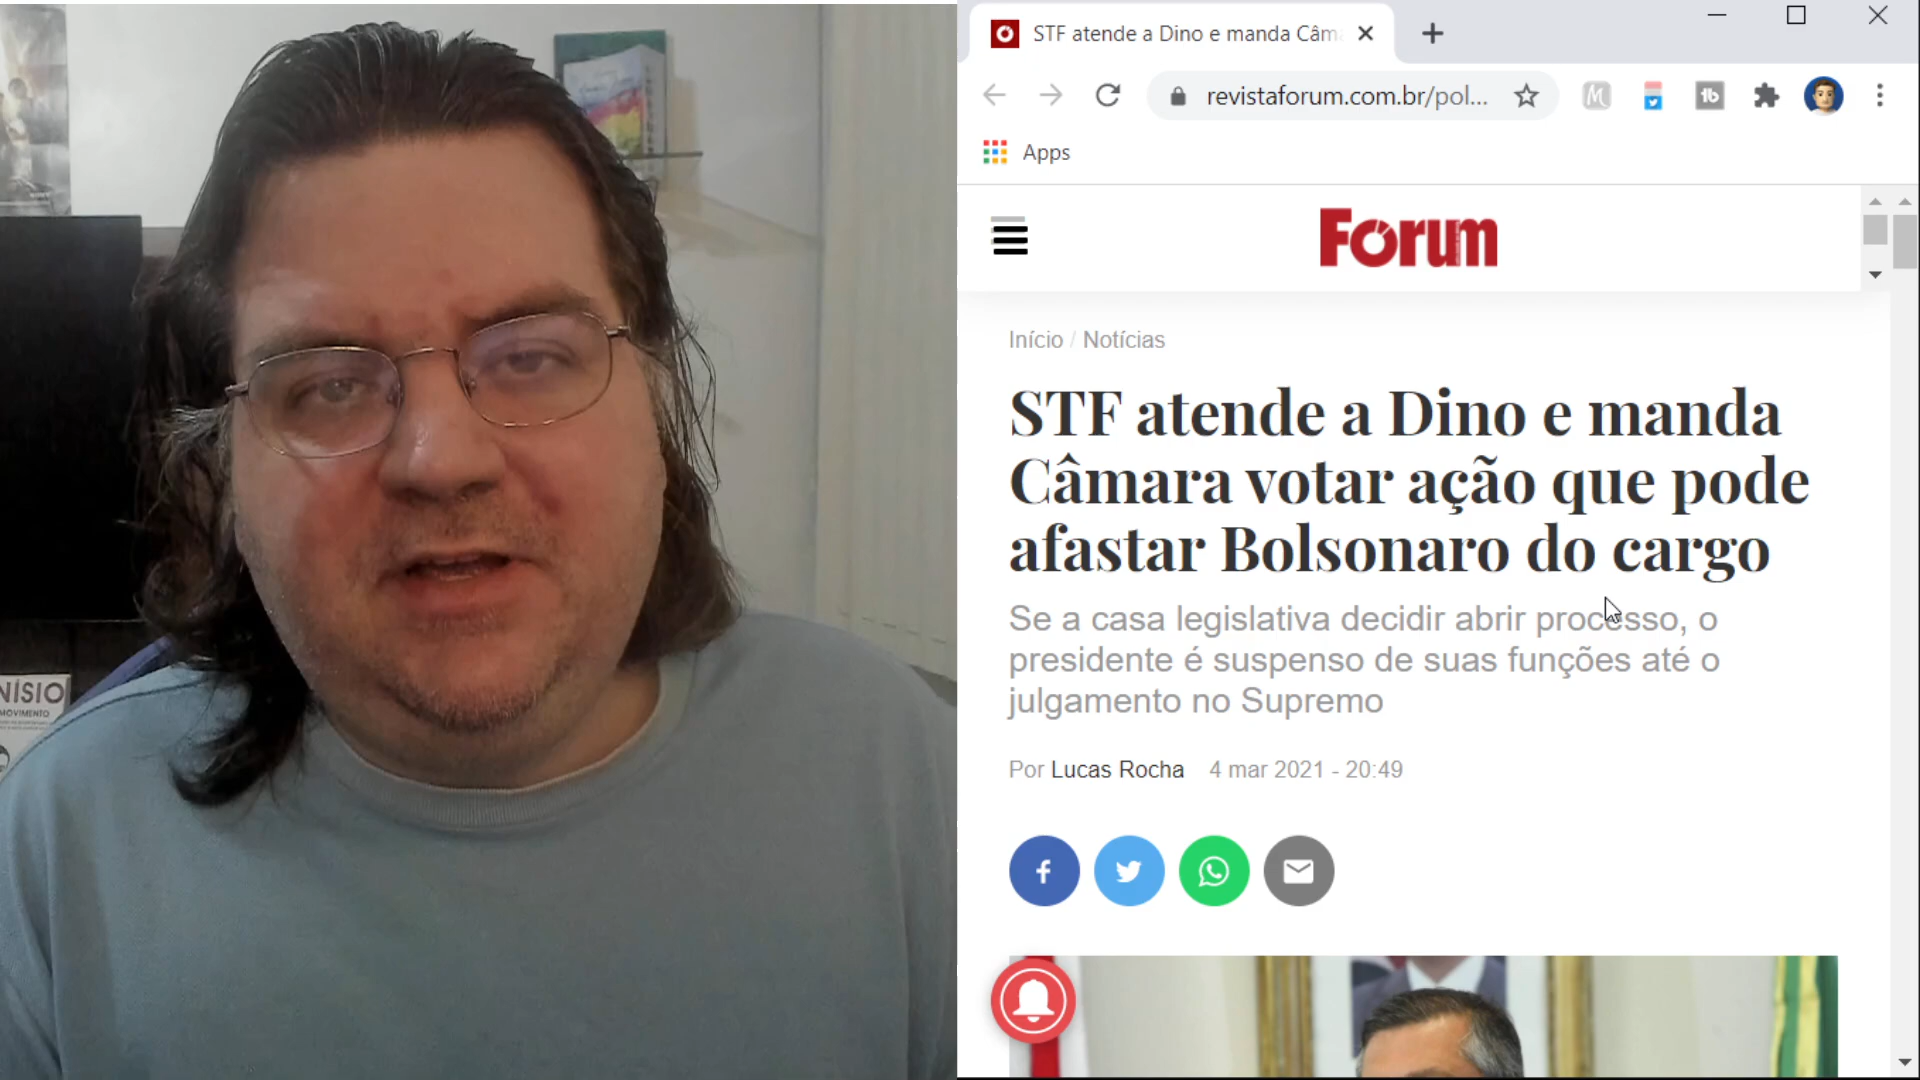 STF atende a Dino e manda Câm
revistaforum.com.br/pol...
Apps
Forum
Início / Notícias
STF atende a Dino e manda
Câmara votar ação que pode
afastar Bolsonaro do cargo
Se a casa legislativa decidir abrir processo, o
presidente é suspenso de suas funções até o
julgamento no Supremo
Por Lucas Rocha 4 mar 2021 - 20:49
NÍSIO
MOVIMENTO